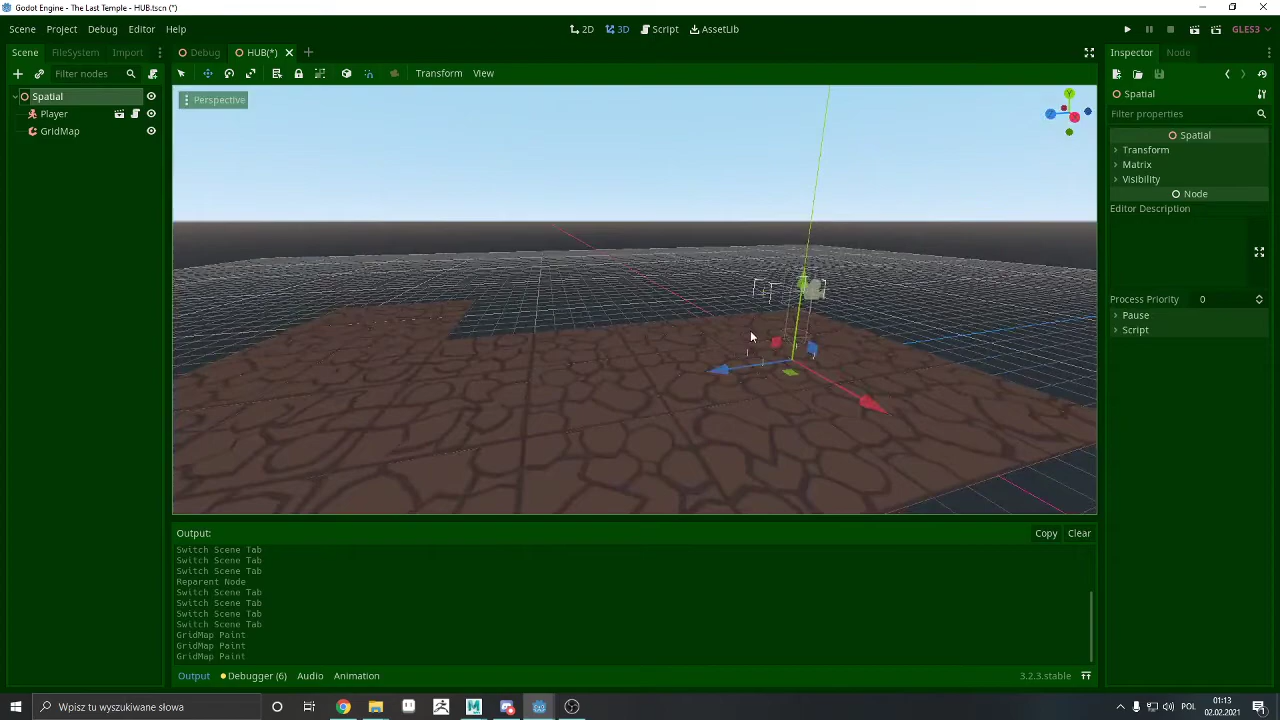 Godot Engine - The Last Temple - HUB.tscn (*)
Scene Project Debug Editor Help
2D 3D Script AssetLib
GLES3
Scene FileSystem Import
Debug HUB(*)
Inspector Node
Filter nodes
Transform View
Spatial
Player
GridMap
Perspective
Y
Spatial
Filter properties
Spatial
Transform
Matrix
Visibility
Node
Editor Description
Process Priority 0
Pause
Script
Output:
Copy Clear
Switch Scene Tab
Switch Scene Tab
Switch Scene Tab
Reparent Node
Switch Scene Tab
Switch Scene Tab
Switch Scene Tab
Switch Scene Tab
GridMap Paint
GridMap Paint
GridMap Paint
Output Debugger (6) Audio Animation
3.2.3.stable
Wpisz tu wyszukiwane słowa
POL
01:13
02.02.2021